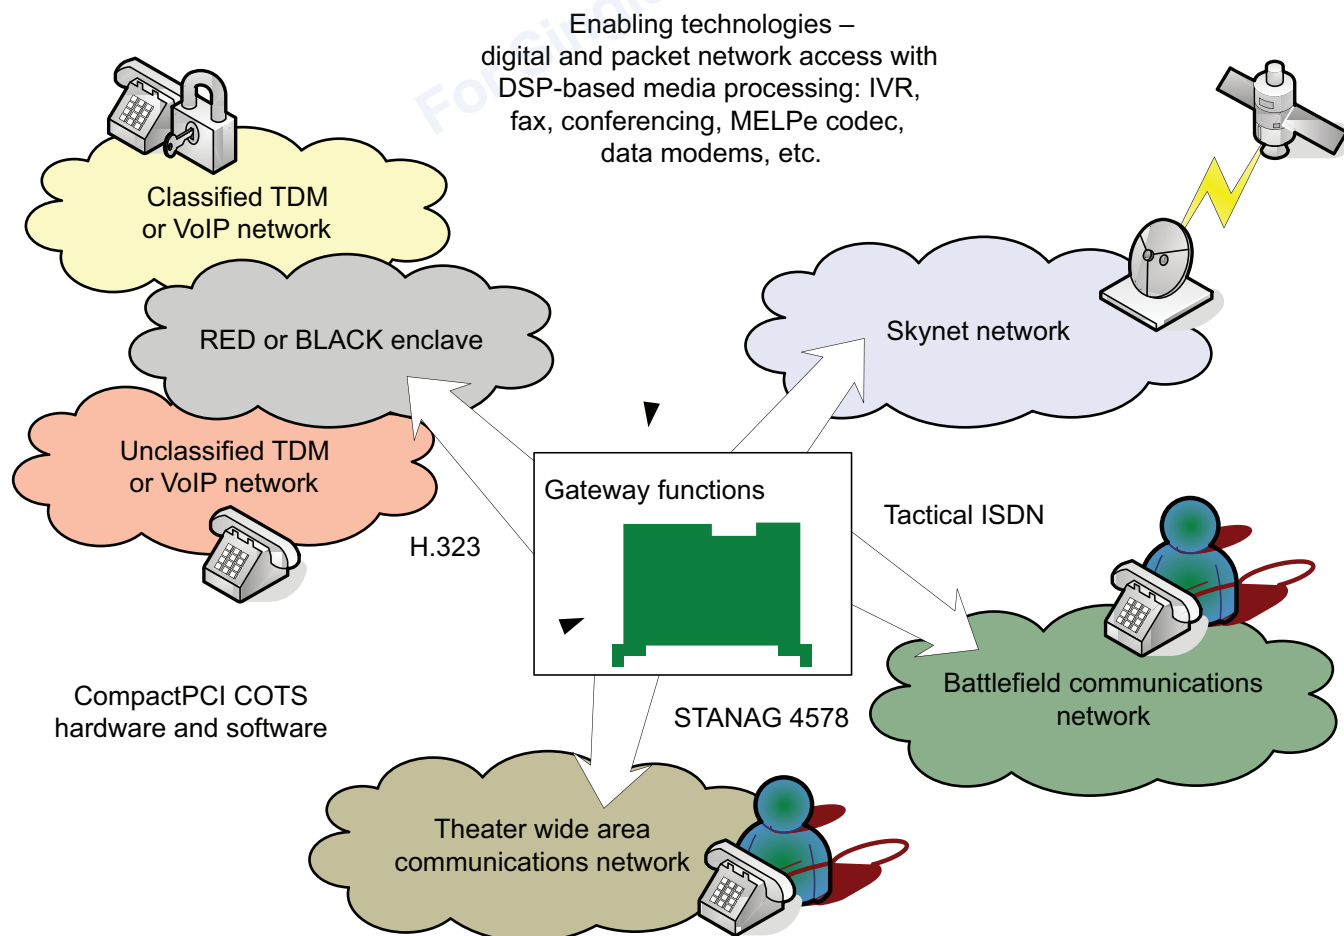 For Single
Enabling technologies –
digital and packet network access with
DSP-based media processing: IVR,
fax, conferencing, MELPe codec,
data modems, etc.
Classified TDM
or VoIP network
RED or BLACK enclave
Skynet network
Unclassified TDM
or VoIP network
Gateway functions
Tactical ISDN
H.323
CompactPCI COTS
hardware and software
STANAG 4578
Battlefield communications
network
Theater wide area
communications network